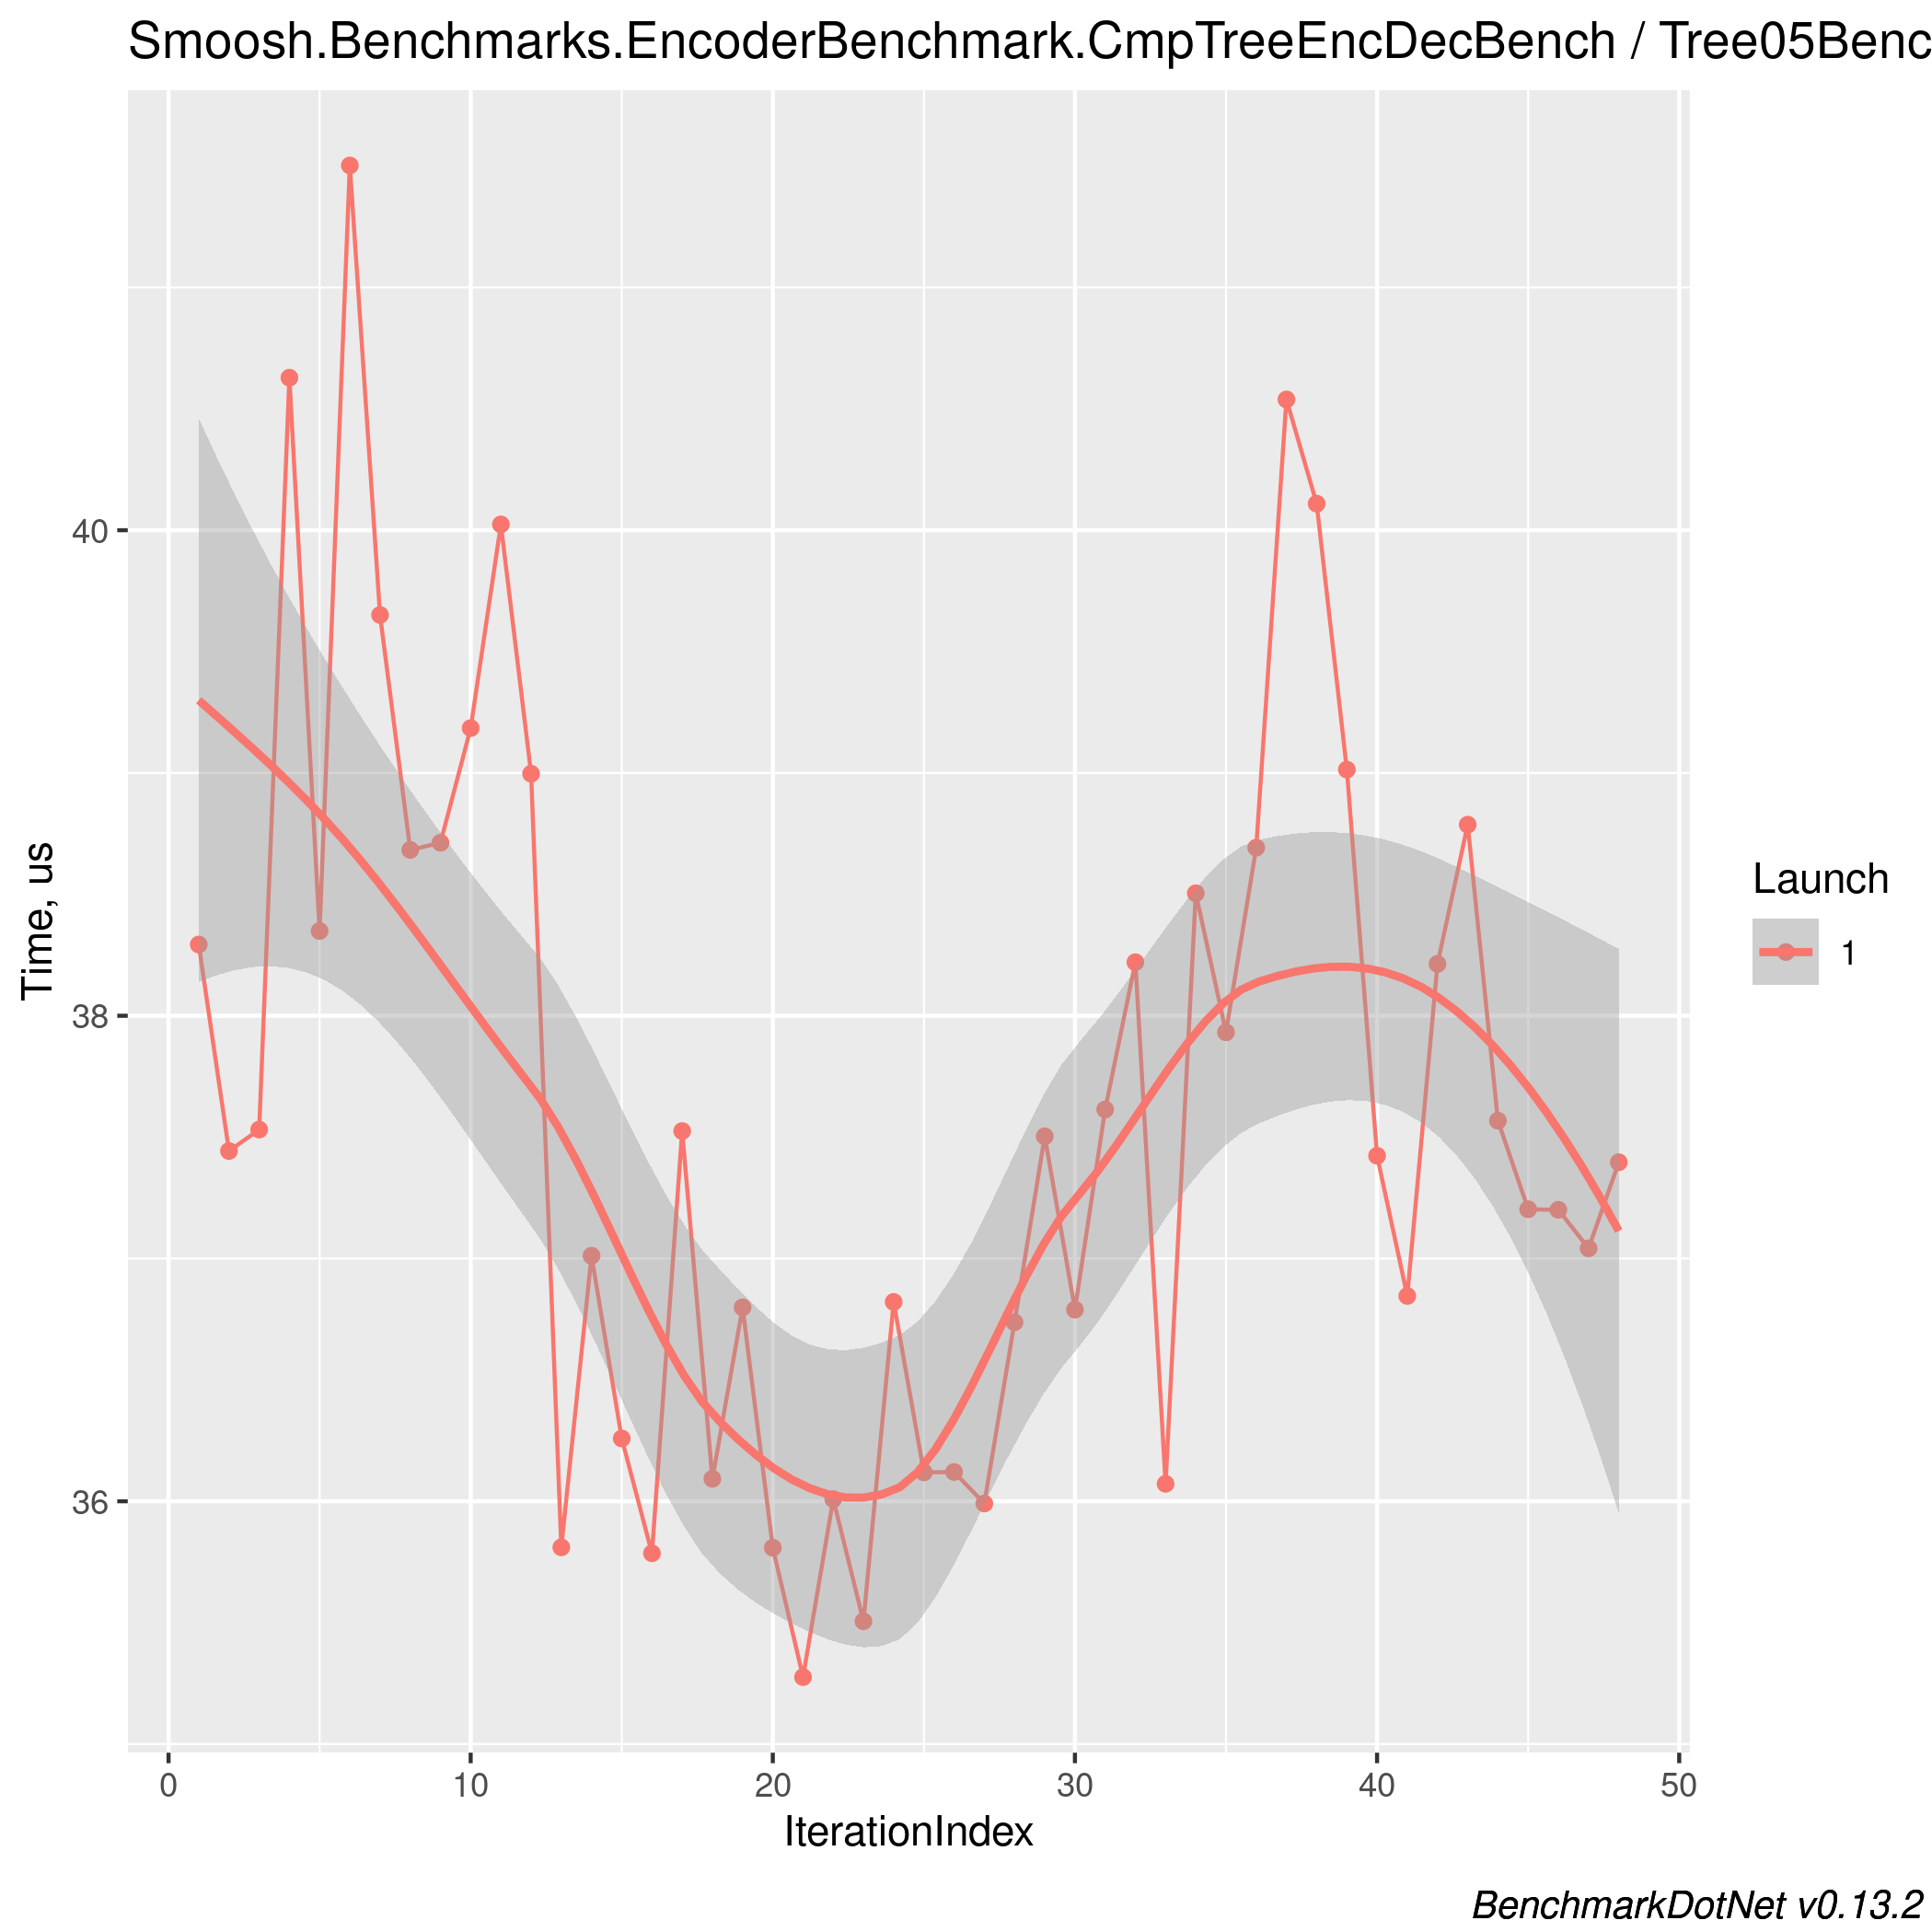 Smoosh.Benchmarks.EncoderBenchmark.CmpTreeEncDecBench / Tree05Benc
Time, us
40
38
36
0 10 20 30 40 50
IterationIndex
Launch
1
BenchmarkDotNet v0.13.2